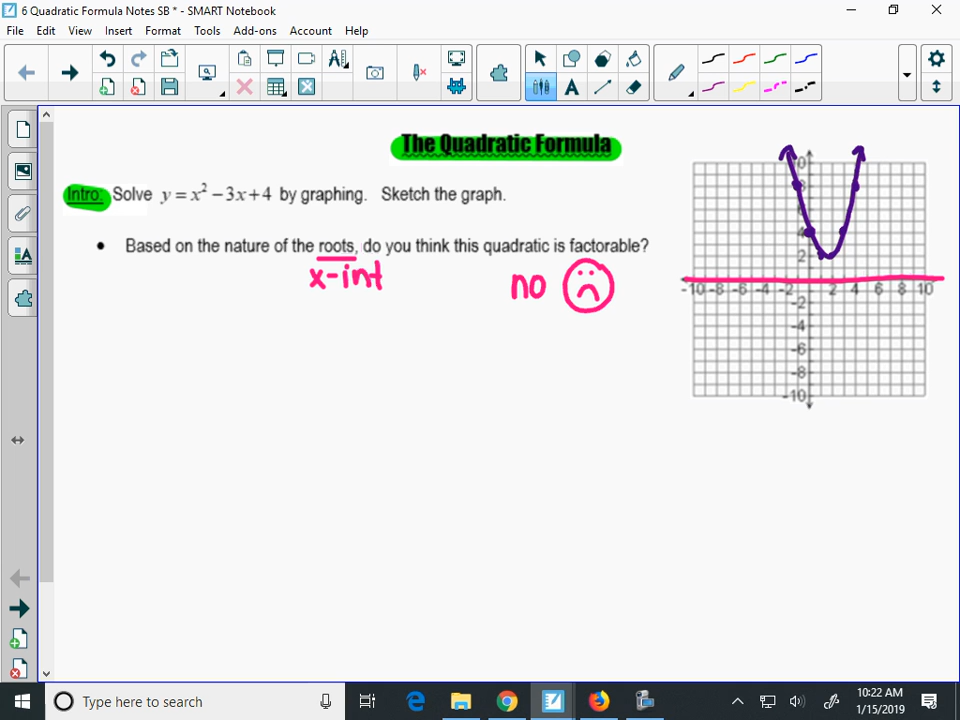 6 Quadratic Formula Notes SB * - SMART Notebook
File Edit View Insert Format Tools Add-ons Account Help
The Quadratic Formula
Intro: Solve y = x² − 3x + 4 by graphing. Sketch the graph.
• Based on the nature of the roots, do you think this quadratic is factorable?
x-int no
4
2
-10 -8 -6 -4 -2 2 4 6 8 10
-2
-4
-6
-8
-10
Type here to search
10:22 AM
1/15/2019